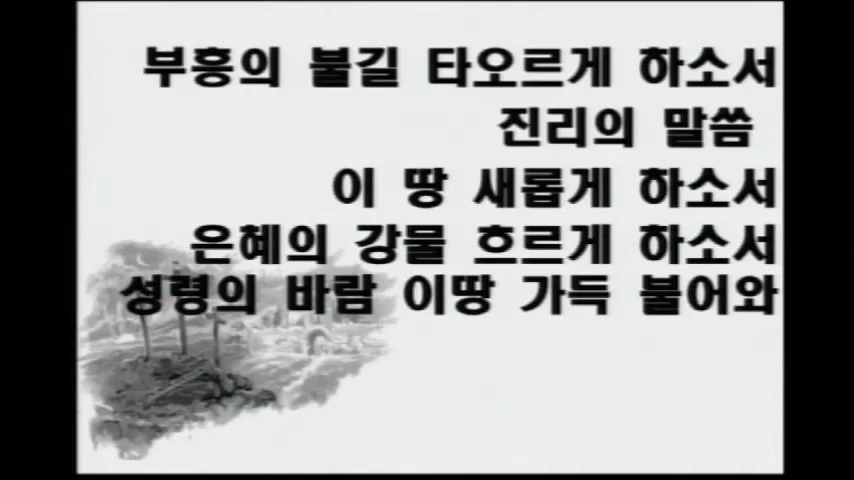 부흥의 불길 타오르게 하소서
진리의 말씀
이 땅 새롭게 하소서
은혜의 강물 흐르게 하소서
성령의 바람 이땅 가득 불어와